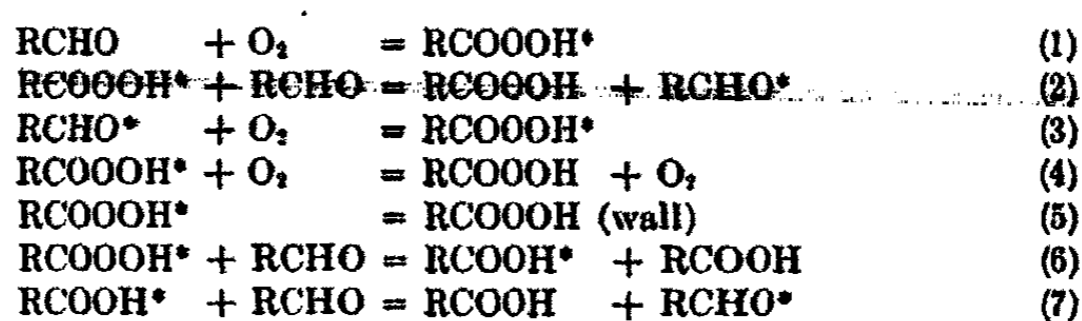 RCHO + O₂ = RCOOOH* (1)
RCOOOH* + RCHO = RCOOOH + RCHO* (2)
RCHO* + O₂ = RCOOOH* (3)
RCOOOH* + O₂ = RCOOOH + O₂ (4)
RCOOOH* = RCOOOH (wall) (5)
RCOOOH* + RCHO = RCOOH* + RCOOH (6)
RCOOH* + RCHO = RCOOH + RCHO* (7)